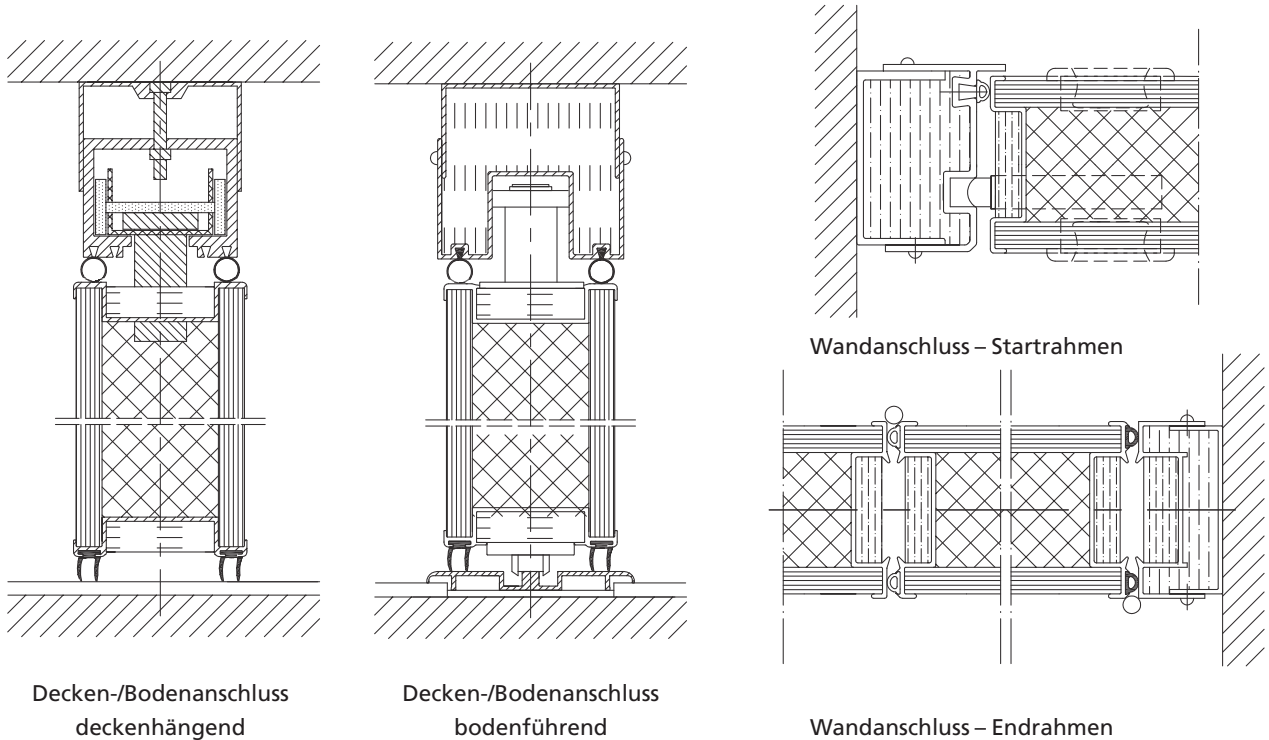 Wandanschluss – Startrahmen
Decken-/Bodenanschluss
deckenhängend
Decken-/Bodenanschluss
bodenführend
Wandanschluss – Endrahmen